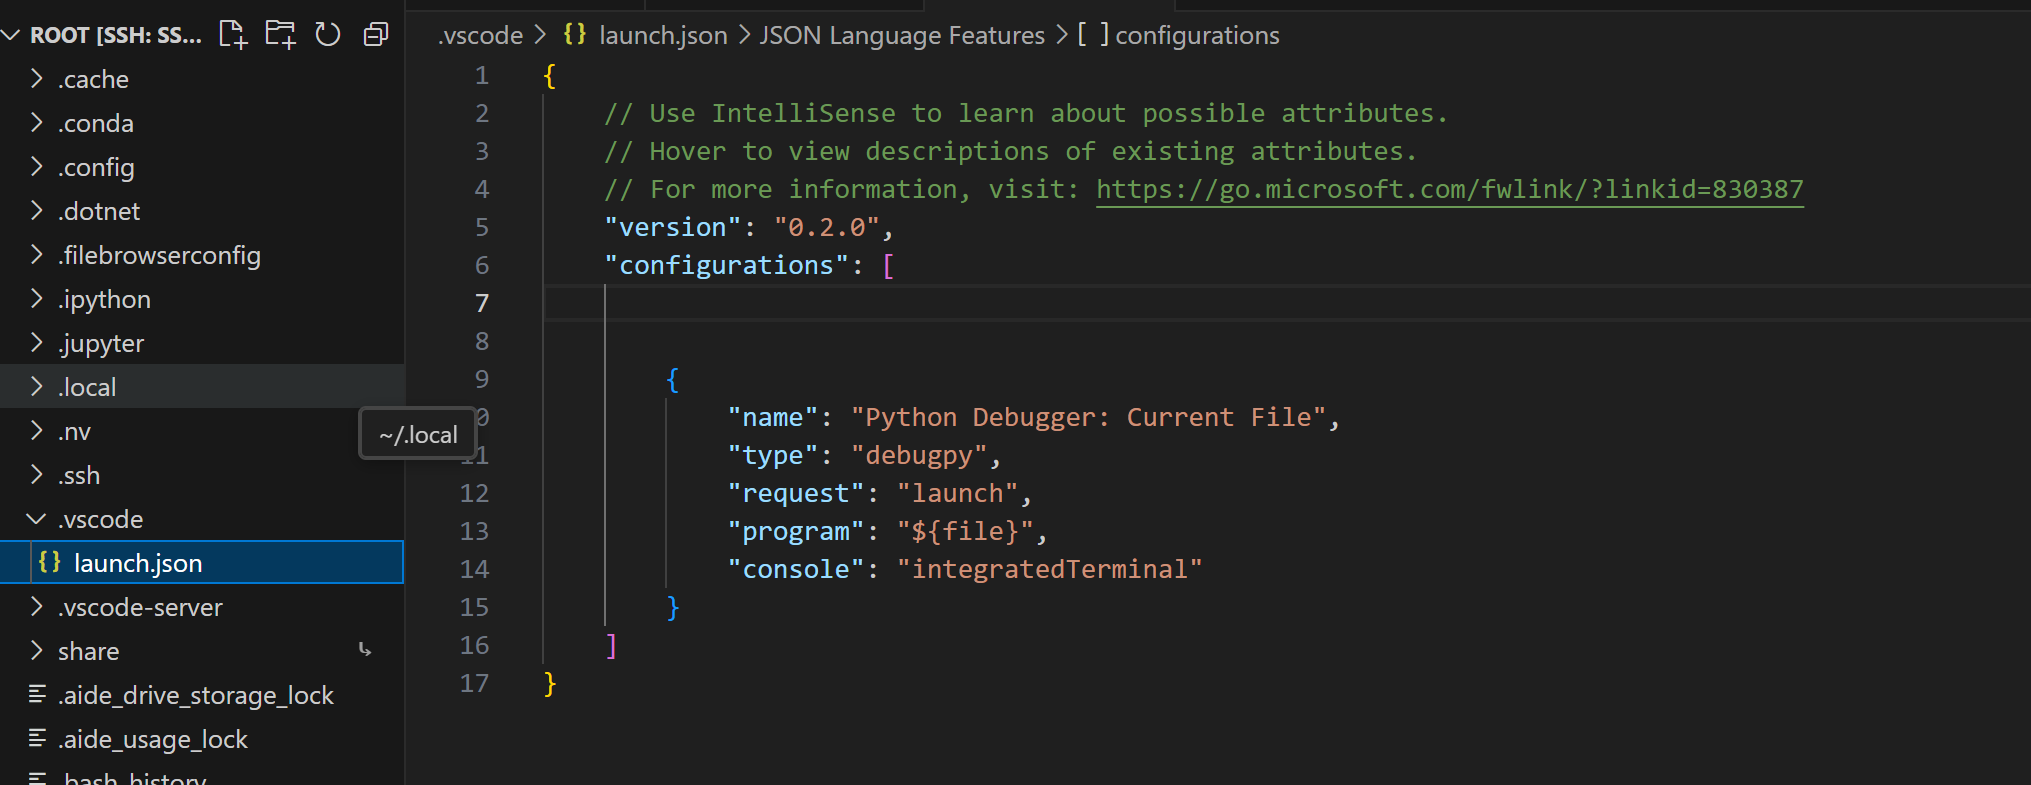 ROOT [SSH: SS...
.cache
.conda
.config
.dotnet
.filebrowserconfig
.ipython
.jupyter
.local
~/.local
.nv
.ssh
.vscode
{} launch.json
.vscode-server
share
.aide_drive_storage_lock
.aide_usage_lock
.bash_history
.vscode > {} launch.json > JSON Language Features > [ ] configurations
1 {
2 // Use IntelliSense to learn about possible attributes.
3 // Hover to view descriptions of existing attributes.
4 // For more information, visit: https://go.microsoft.com/fwlink/?linkid=830387
5 "version": "0.2.0",
6 "configurations": [
7
8
9 {
0 "name": "Python Debugger: Current File",
11 "type": "debugpy",
12 "request": "launch",
13 "program": "${file}",
14 "console": "integratedTerminal"
15 }
16 ]
17 }